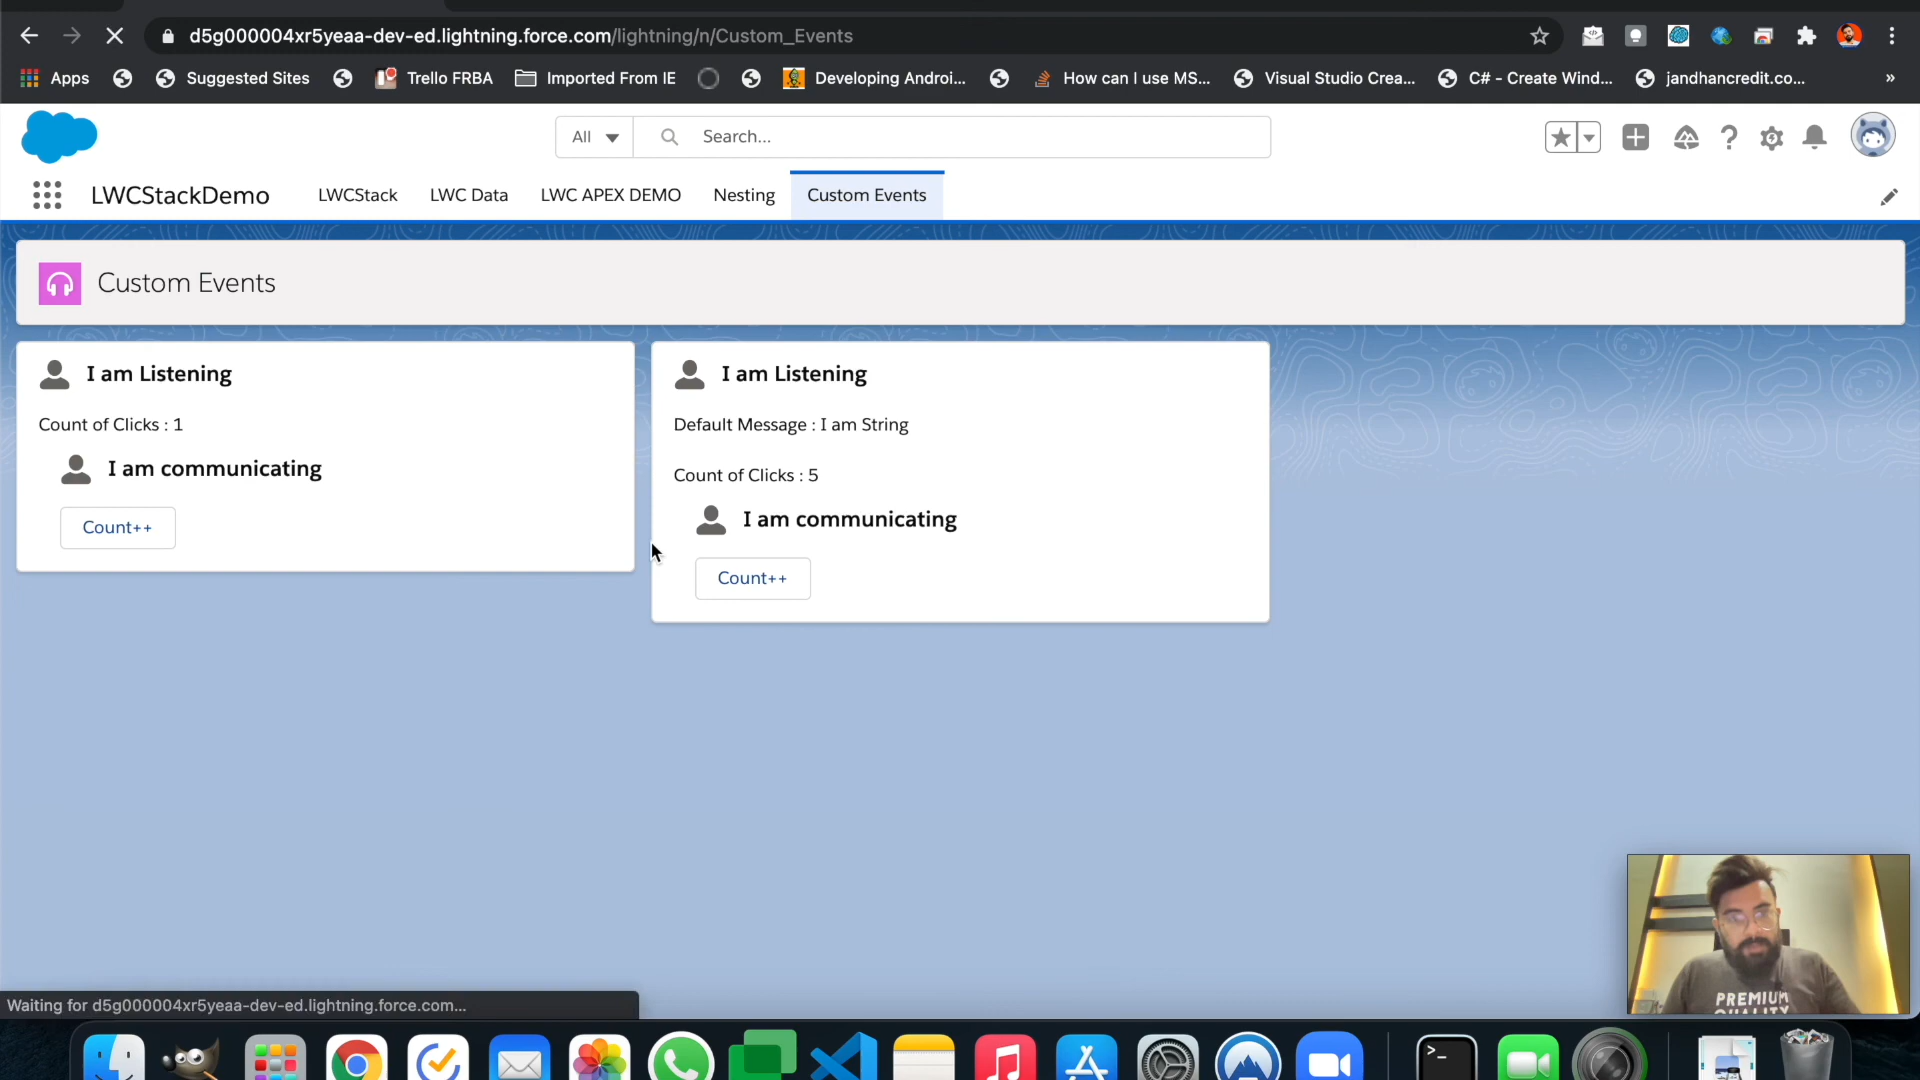 d5g000004xr5yeaa-dev-ed.lightning.force.com/lightning/n/Custom_Events
Apps Suggested Sites Trello FRBA Imported From IE Developing Androi... How can I use MS... Visual Studio Crea... C# - Create Wind... jandhancredit.co... »
All Search...
LWCStackDemo LWCStack LWC Data LWC APEX DEMO Nesting Custom Events
Custom Events
I am Listening
Count of Clicks : 1
I am communicating
Count++
I am Listening
Default Message : I am String
Count of Clicks : 5
I am communicating
Count++
PREMIUM
QUALITY
Waiting for d5g000004xr5yeaa-dev-ed.lightning.force.com...